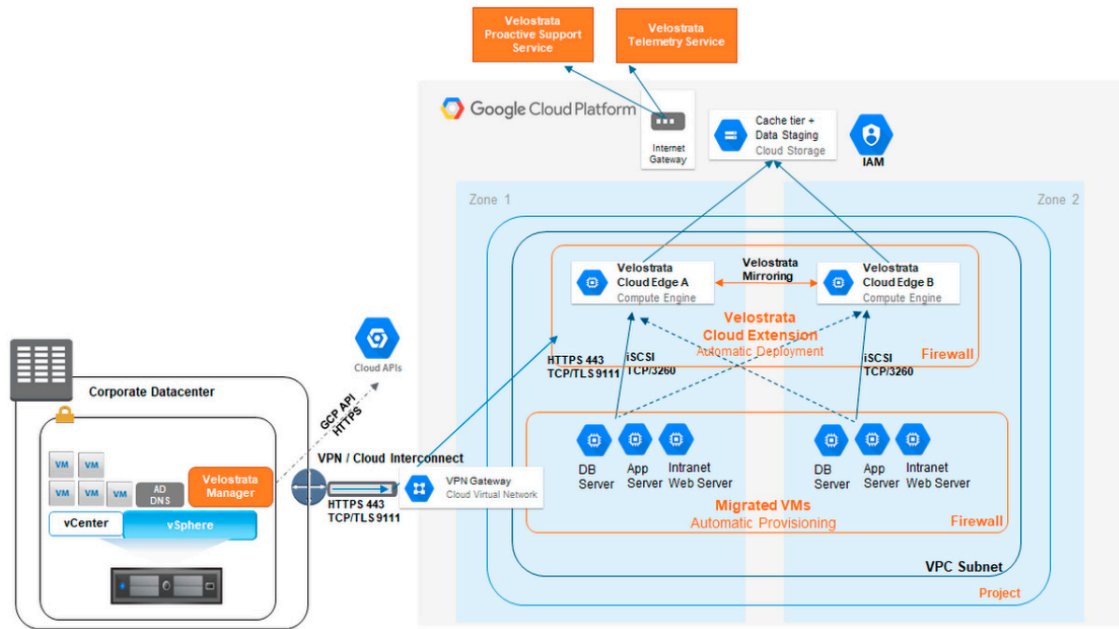 Velostrata
Proactive Support
Service
Velostrata
Telemetry Service
Google Cloud Platform
Internet
Gateway
Cache tier +
Data Staging
Cloud Storage
IAM
Zone 1
Zone 2
Velostrata
Cloud Edge A
Compute Engine
Velostrata
Mirroring
Velostrata
Cloud Edge B
Compute Engine
Velostrata
Cloud Extension
Automatic Deployment
Firewall
HTTPS 443
TCP/TLS 9111
iSCSI
TCP/3260
iSCSI
TCP/3260
Cloud APIs
Corporate Datacenter
GCP API
HTTPS
VM
VM
VM
VM
VM
AD
DNS
Velostrata
Manager
vCenter
vSphere
VPN / Cloud Interconnect
HTTPS 443
TCP/TLS 9111
VPN Gateway
Cloud Virtual Network
DB
Server
App
Server
Intranet
Web Server
DB
Server
App
Server
Intranet
Web Server
Migrated VMs
Automatic Provisioning
Firewall
VPC Subnet
Project